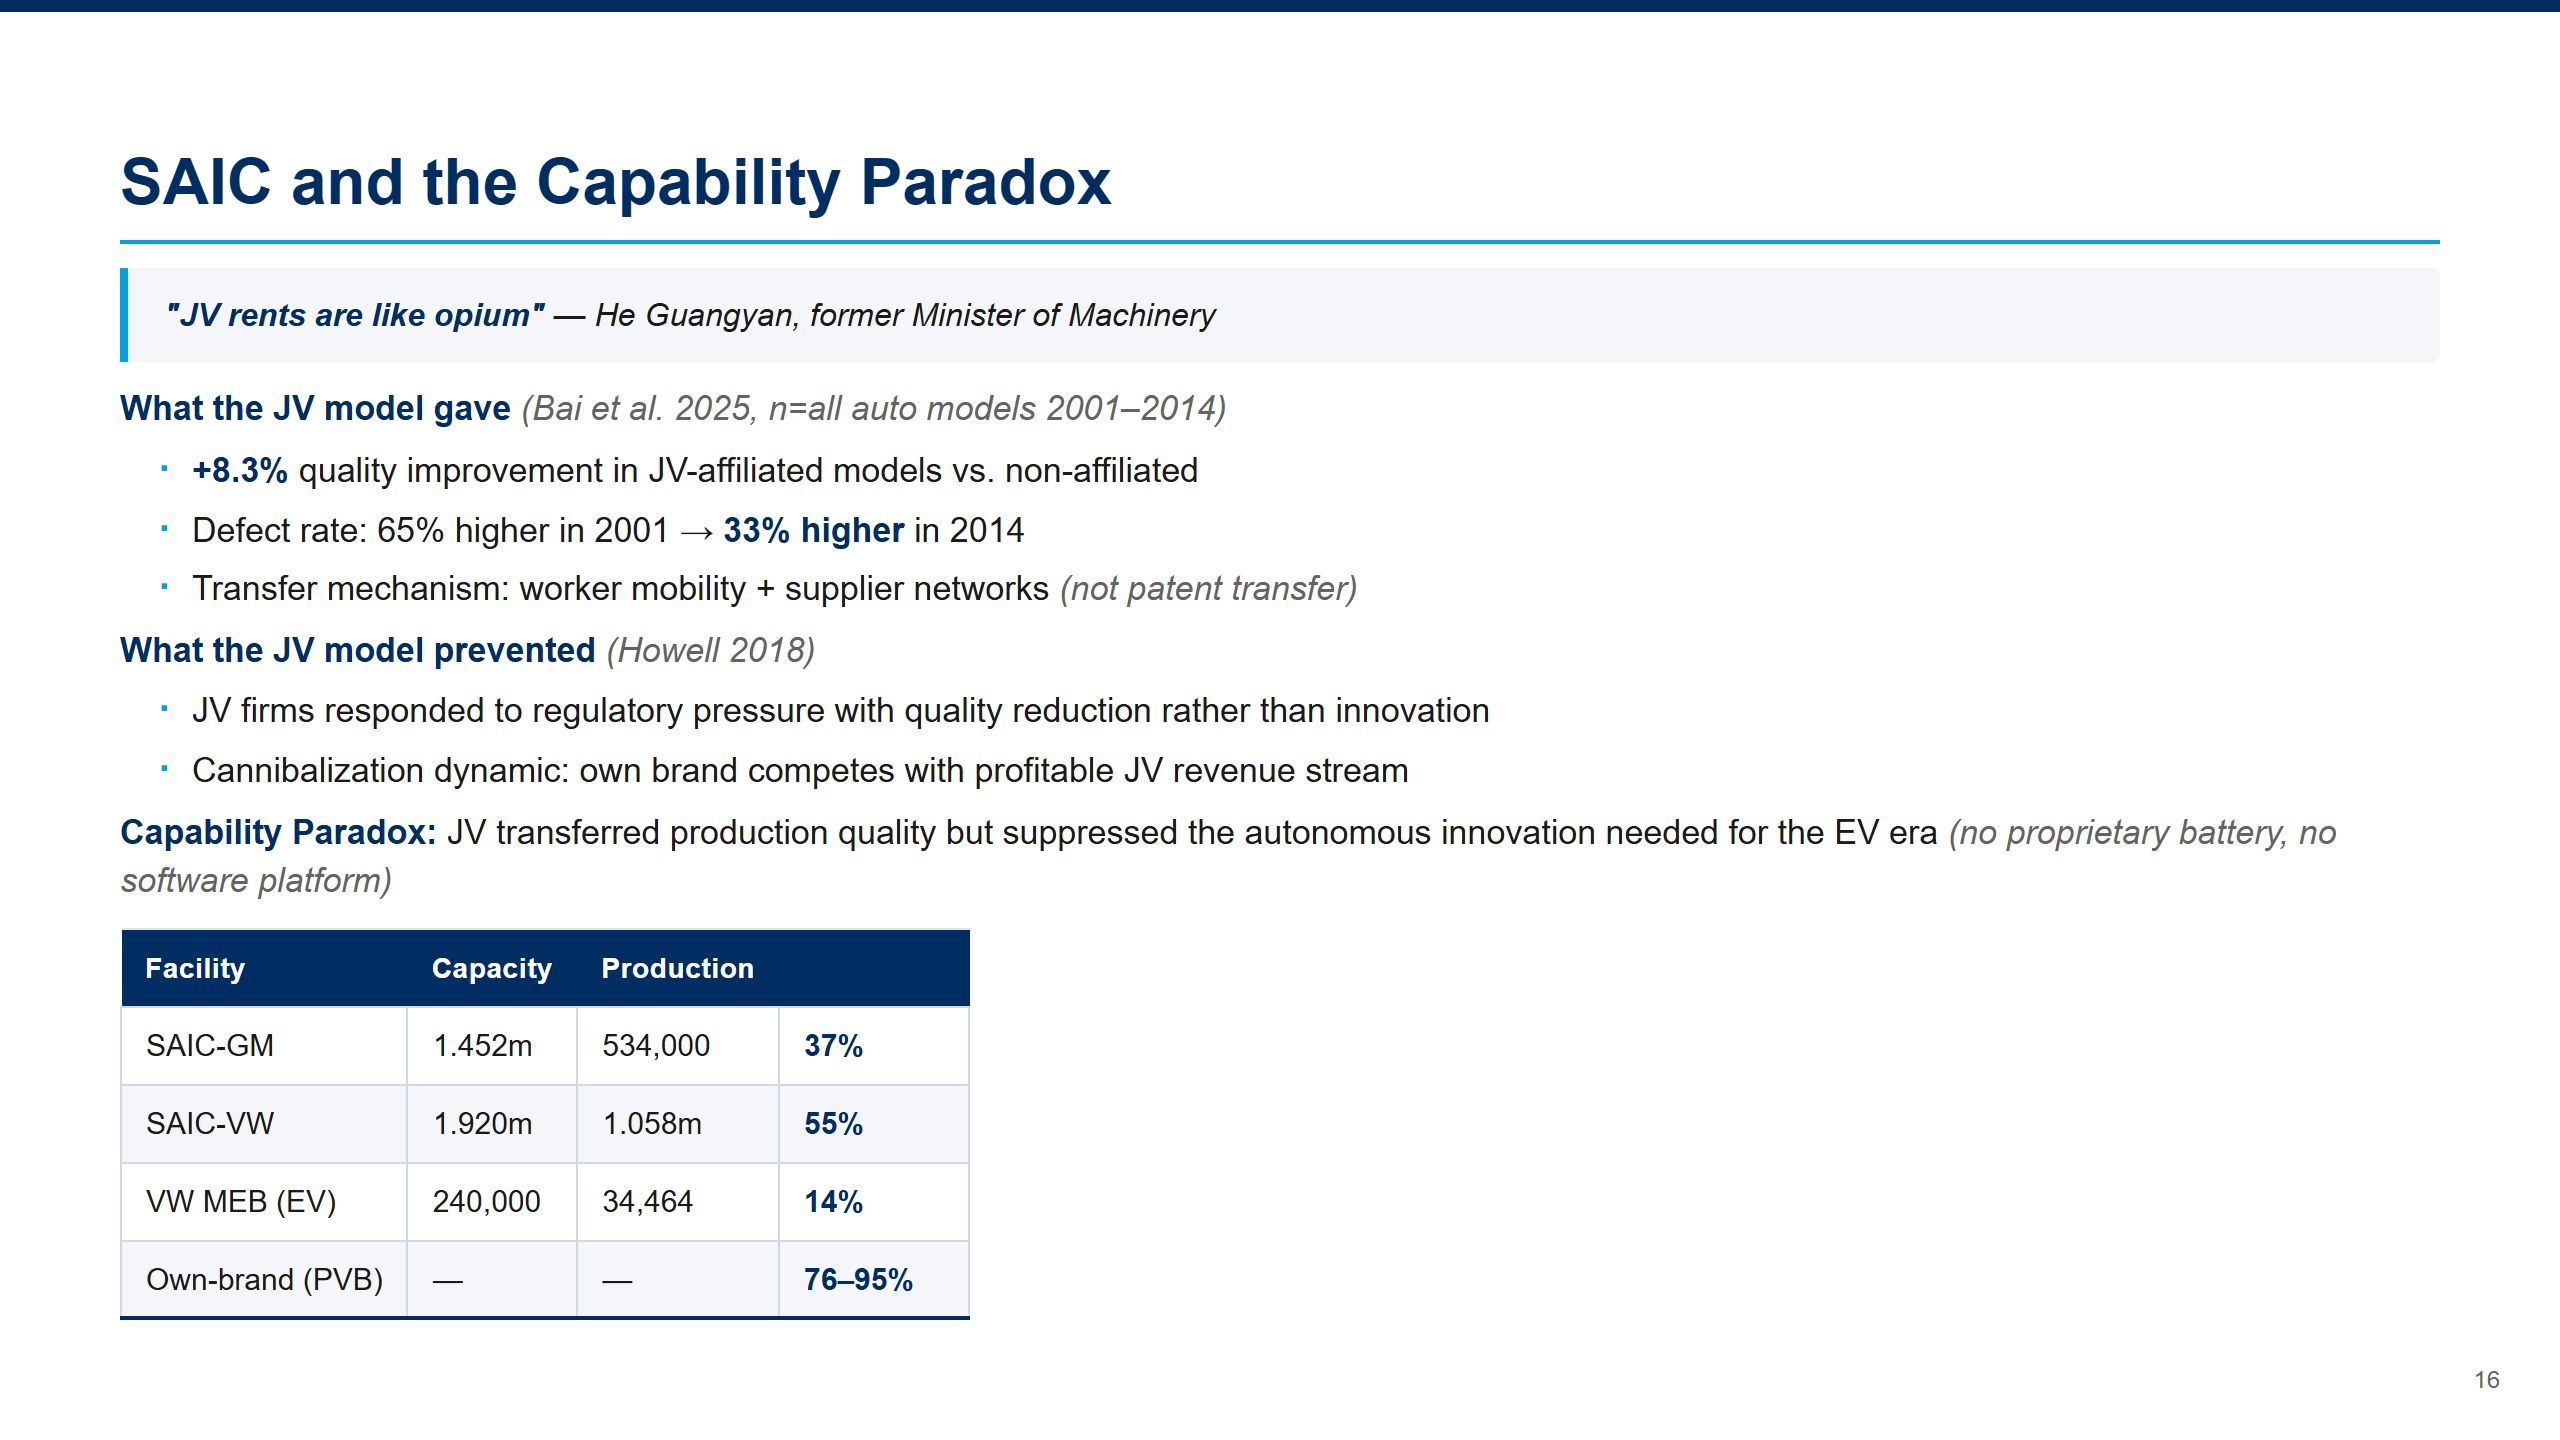 SAIC and the Capability Paradox
"JV rents are like opium" — He Guangyan, former Minister of Machinery
What the JV model gave (Bai et al. 2025, n=all auto models 2001–2014)
▪ +8.3% quality improvement in JV-affiliated models vs. non-affiliated
▪ Defect rate: 65% higher in 2001 → 33% higher in 2014
▪ Transfer mechanism: worker mobility + supplier networks (not patent transfer)
What the JV model prevented (Howell 2018)
▪ JV firms responded to regulatory pressure with quality reduction rather than innovation
▪ Cannibalization dynamic: own brand competes with profitable JV revenue stream
Capability Paradox: JV transferred production quality but suppressed the autonomous innovation needed for the EV era (no proprietary battery, no
software platform)
Facility Capacity Production
SAIC-GM 1.452m 534,000 37%
SAIC-VW 1.920m 1.058m 55%
VW MEB (EV) 240,000 34,464 14%
Own-brand (PVB) — — 76–95%
16